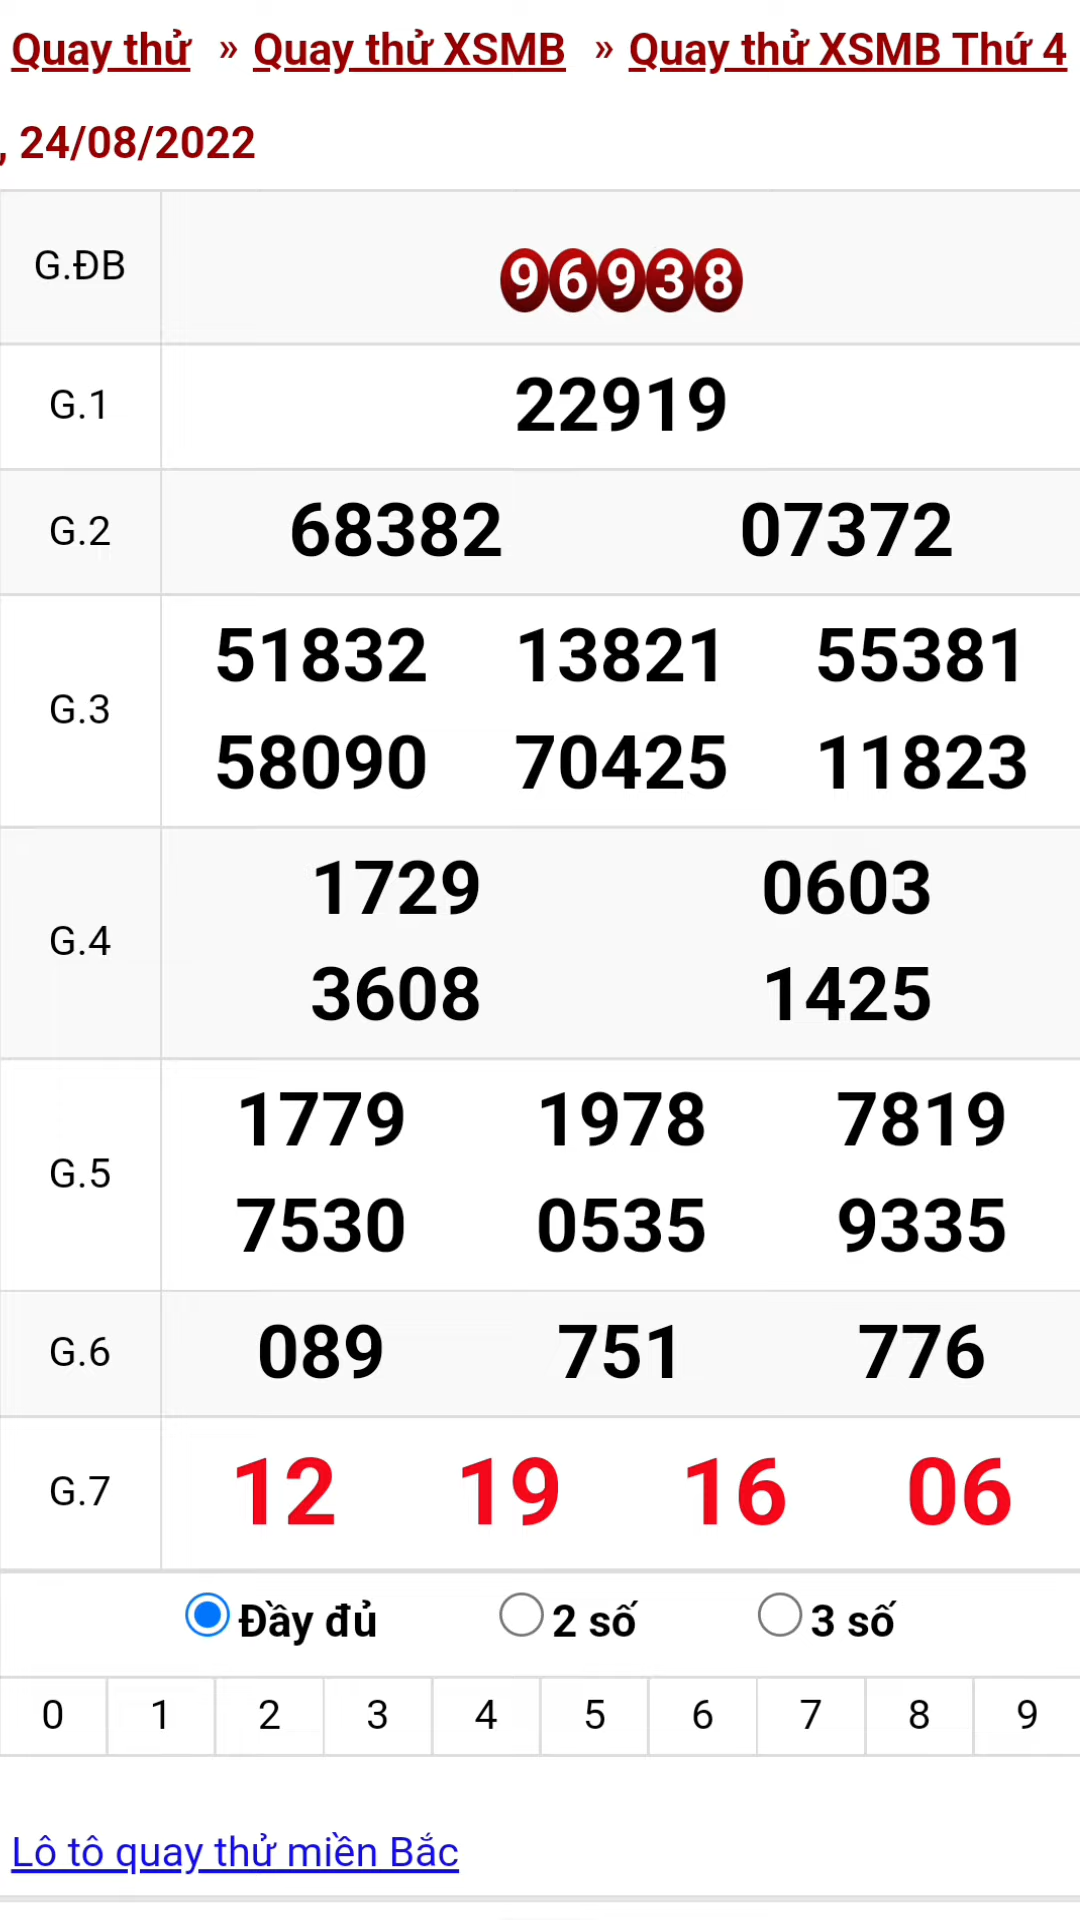 Quay thử » Quay thử XSMB » Quay thử XSMB Thứ 4
, 24/08/2022
G.ĐB 96938
G.1 22919
G.2 68382 07372
G.3 51832 13821 55381
58090 70425 11823
G.4 1729 0603
3608 1425
G.5 1779 1978 7819
7530 0535 9335
G.6 089 751 776
G.7 12 19 16 06
Đầy đủ 2 số 3 số
0 1 2 3 4 5 6 7 8 9
Lô tô quay thử miền Bắc